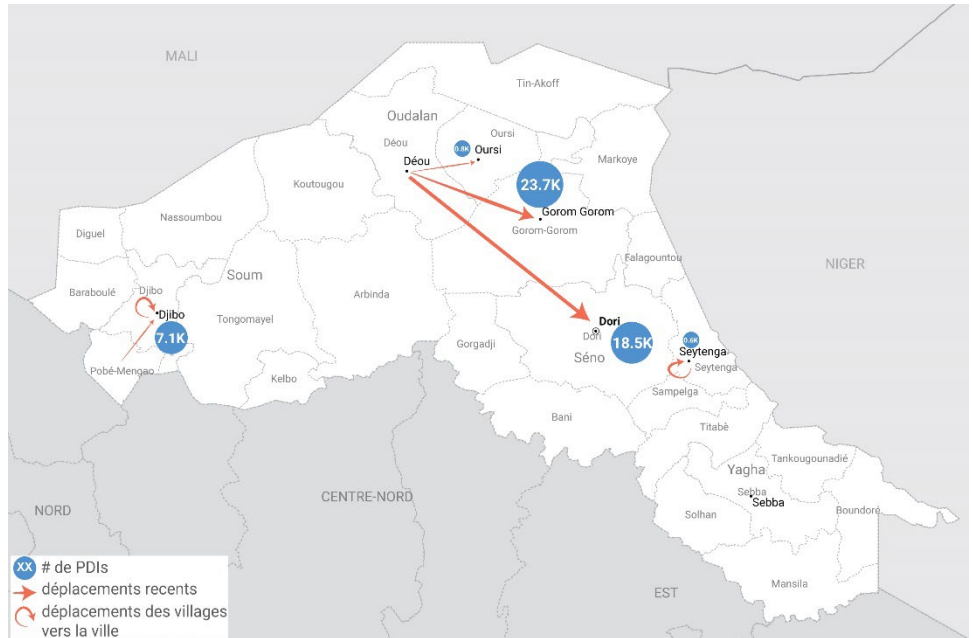 MALI
Tin-Akoff
Oudalan
Oursi
Déou
0.8K
Oursi
Déou
Markoye
Koutougou
23.7K
Nassoumbou
Gorom Gorom
Gorom-Gorom
Diguel
Falagountou
NIGER
Soum
Baraboulé
Djibo
Arbinda
Djibo
Tongomayel
Dori
Dori
7.1K
18.5K
0.6K
Gorgadji
Séno
Seytenga
Seytenga
Pobé-Mengao
Kelbo
Sampelga
Bani
Titabè
Tankougounadié
Yagha
CENTRE-NORD
Sebba
Sebba
NORD
Solhan
Boundoré
Mansila
EST
XX # de PDIs
déplacements recents
déplacements des villages
vers la ville